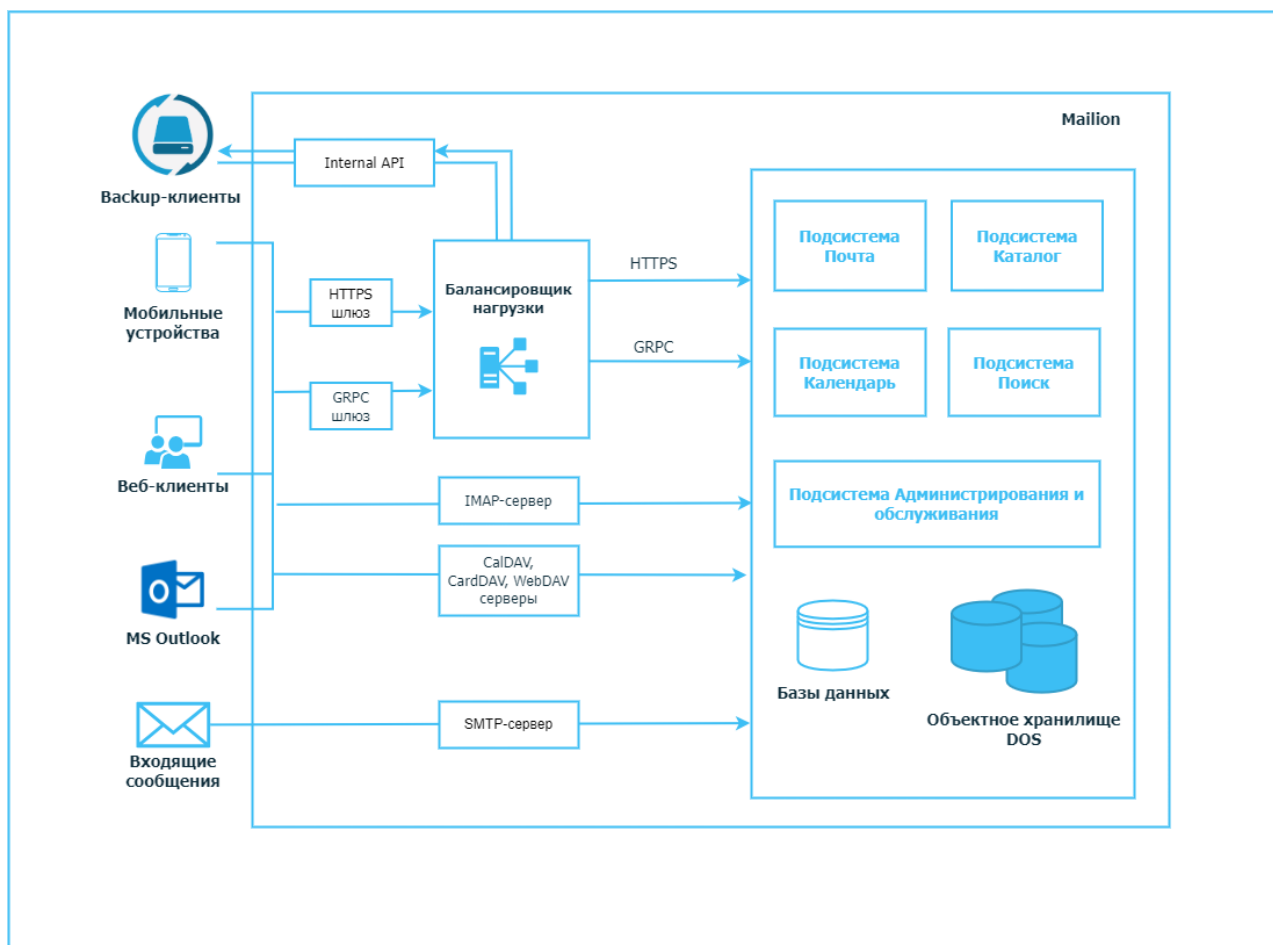 Mailion
Internal API
Backup-клиенты
Мобильные
устройства
Веб-клиенты
MS Outlook
Входящие
сообщения
HTTPS
шлюз
GRPC
шлюз
Балансировщик
нагрузки
HTTPS
GRPC
IMAP-сервер
CalDAV,
CardDAV, WebDAV
серверы
SMTP-сервер
Подсистема
Почта
Подсистема
Каталог
Подсистема
Календарь
Подсистема
Поиск
Подсистема Администрирования и
обслуживания
Базы данных
Объектное хранилище
DOS